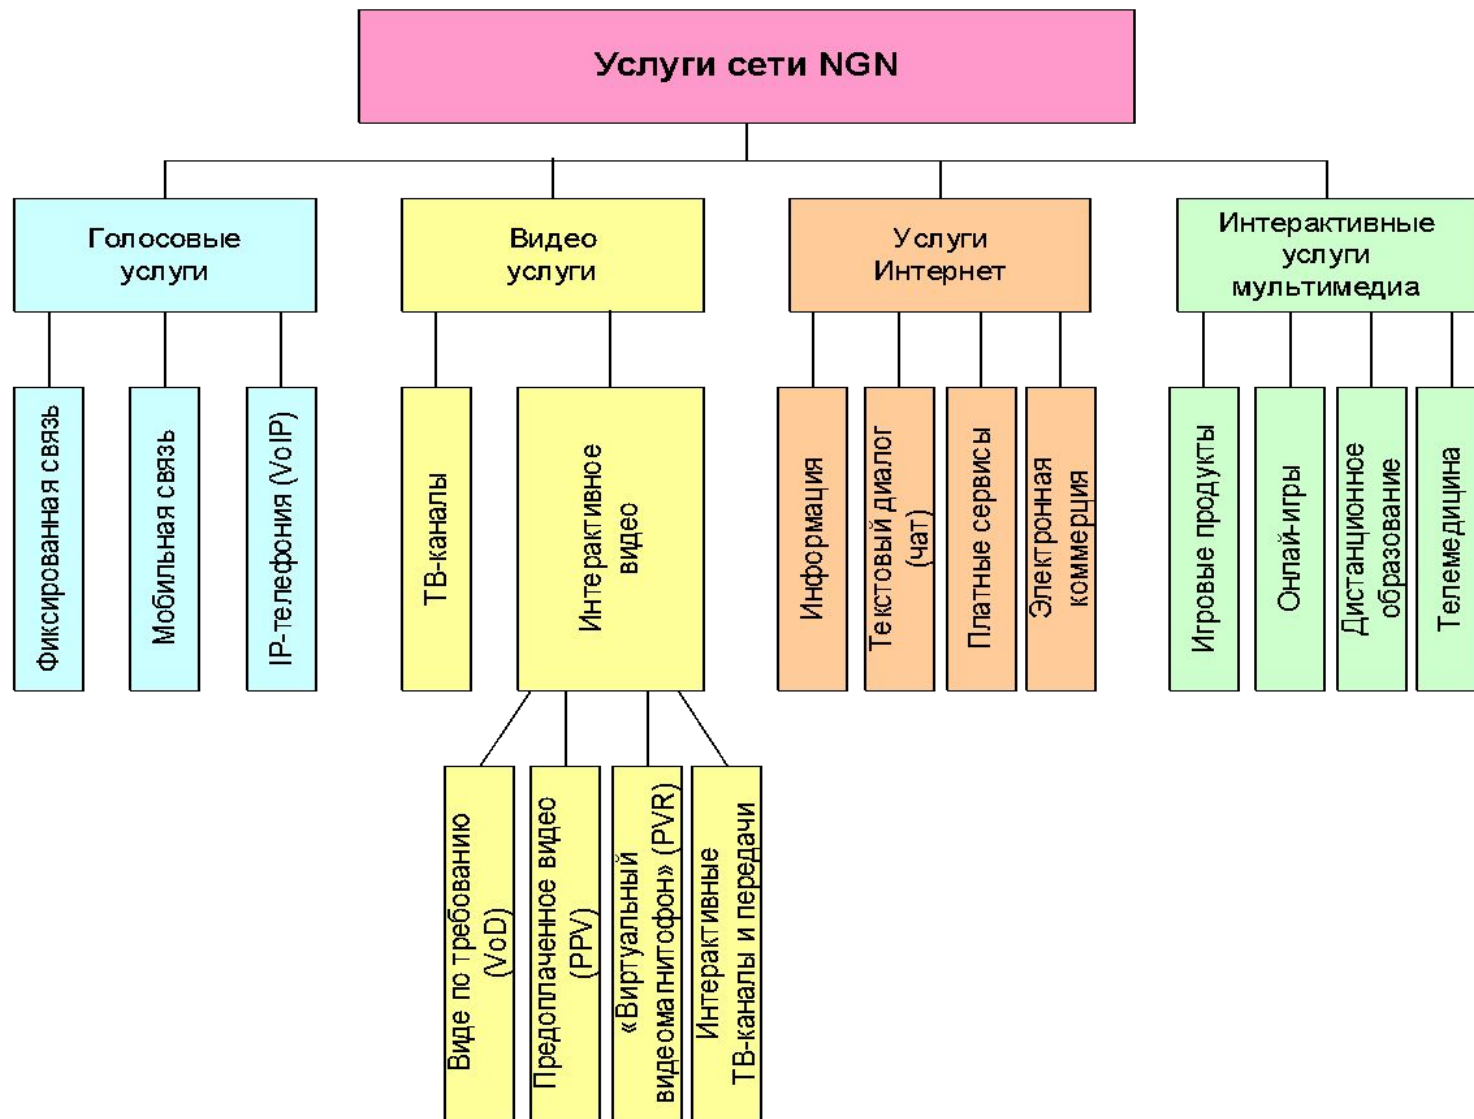 Услуги сети NGN
Голосовые
услуги
Видео
услуги
Услуги
Интернет
Интерактивные
услуги
мультимедиа
Фиксированная связь
Мобильная связь
IP-телефония (VoIP)
ТВ-каналы
Интерактивное
видео
Информация
Текстовый диалог
(чат)
Платные сервисы
Электронная
коммерция
Игровые продукты
Онлай-игры
Дистанционное
образование
Телемедицина
Виде по требованию
(VoD)
Предоплаченное видео
(PPV)
«Виртуальный
видеомагнитофон» (PVR)
Интерактивные
ТВ-каналы и передачи